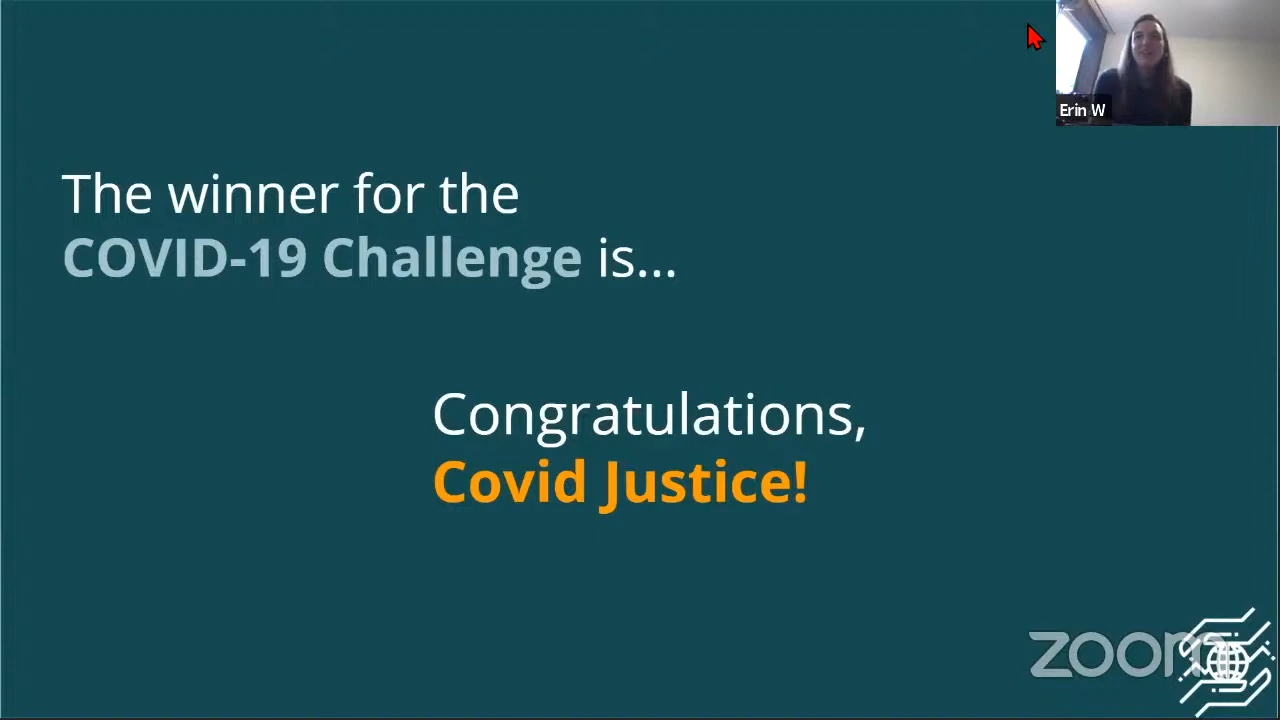 Erin W
The winner for the
COVID-19 Challenge is...
Congratulations,
Covid Justice!
zoom